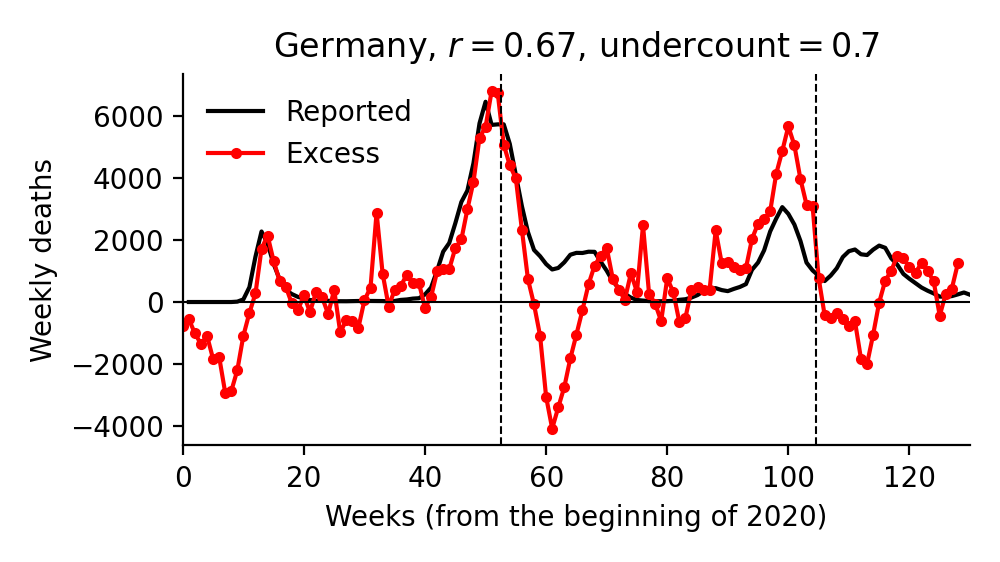 Germany, r = 0.67, undercount = 0.7
Reported
Excess
Weekly deaths
6000
4000
2000
0
−2000
−4000
0 20 40 60 80 100 120
Weeks (from the beginning of 2020)